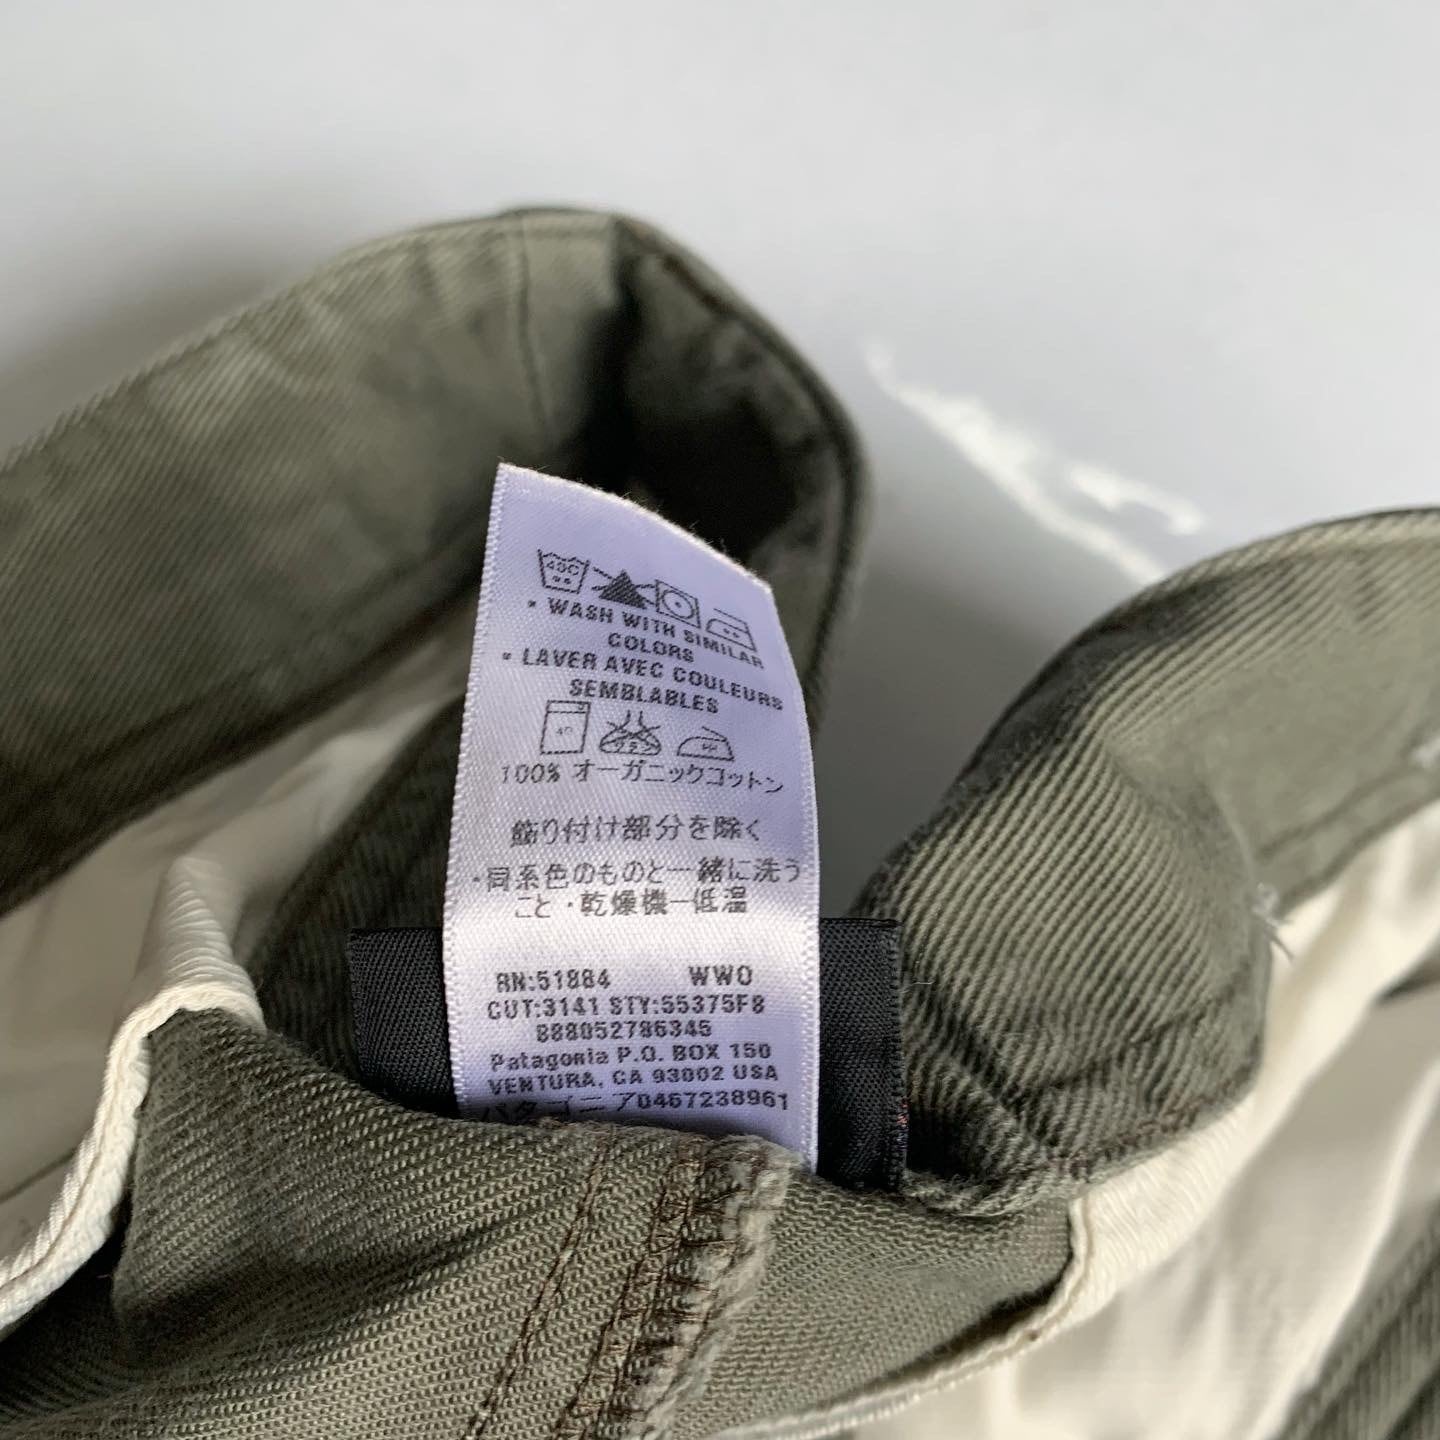 40C
• WASH WITH SIMILAR
COLORS
• LAVER AVEC COULEURS
SEMBLABLES
40 中
100% オーガニックコットン
飾り付け部分を除く
・同系色のものと一緒に洗う
こと・乾燥機ー低温
RN:51884 WWO
CUT:3141 STY:55375F8
888052786345
Patagonia P.O. BOX 150
VENTURA, CA 93002 USA
パタゴニア0467238961